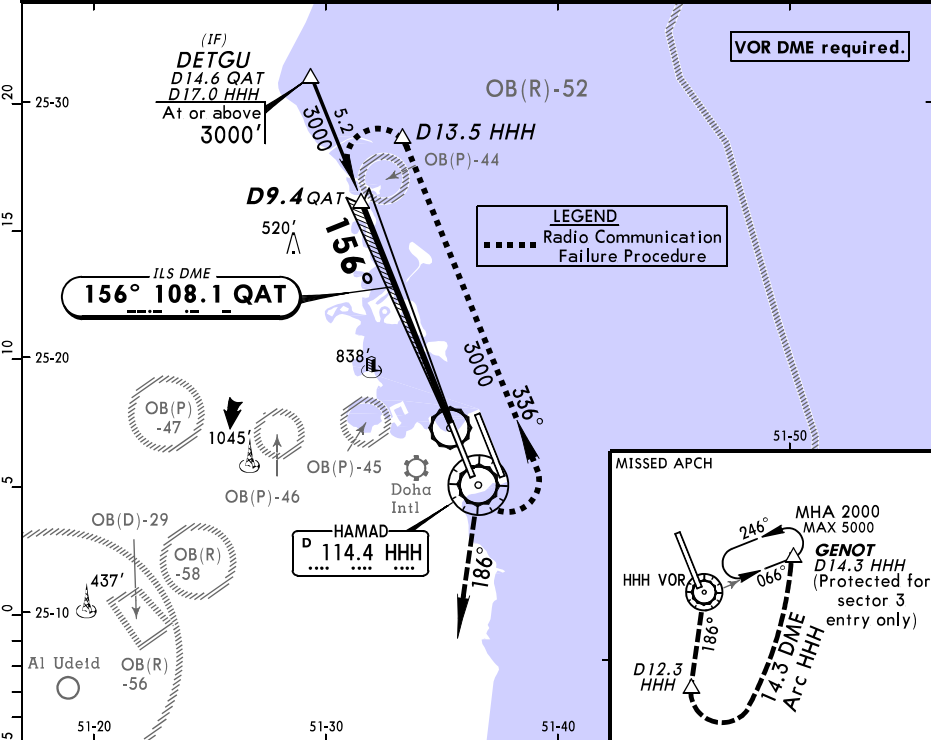 (IF)
DETGU
D14.6 QAT
D17.0 HHH
At or above
3000'
VOR DME required.
OB(R)-52
20
25-30
3000
5.2
D13.5 HHH
OB(P)-44
D9.4 QAT
520'
15
156°
LEGEND
Radio Communication
Failure Procedure
ILS DME
156° 108.1 QAT
10
25-20
838'
3000
336°
OB(P)
-47
1045'
OB(P)-45
OB(P)-46
Doha
Intl
51-50
5
HAMAD
D 114.4 HHH
186°
OB(D)-29
OB(R)
-58
437'
0
25-10
Al Udeid
OB(R)
-56
5
51-20
51-30
51-40
MISSED APCH
MHA 2000
MAX 5000
246°
066°
GENOT
D14.3 HHH
(Protected for
sector 3
entry only)
HHH VOR
186°
D12.3
HHH
14.3 DME
Arc HHH